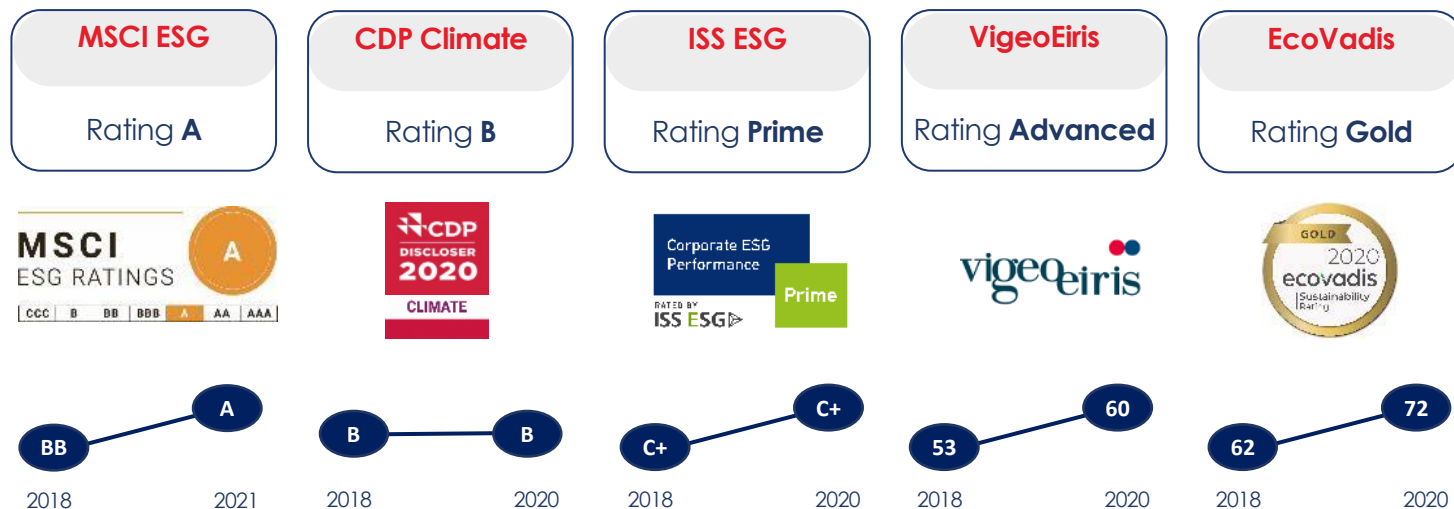 MSCI ESG
Rating A
CDP Climate
Rating B
ISS ESG
Rating Prime
VigeoEiris
Rating Advanced
EcoVadis
Rating Gold
MSCI
ESG RATINGS
A
CCC B BB BBB A AA AAA
CDP
DISCLOSER
2020
CLIMATE
Corporate ESG
Performance
Prime
RATED BY
ISS ESG
vigeoeiris
GOLD
2020
ecovadis
Sustainability
Rating
BB
A
2018
2021
B
B
2018
2020
C+
C+
2018
2020
53
60
2018
2020
62
72
2018
2020